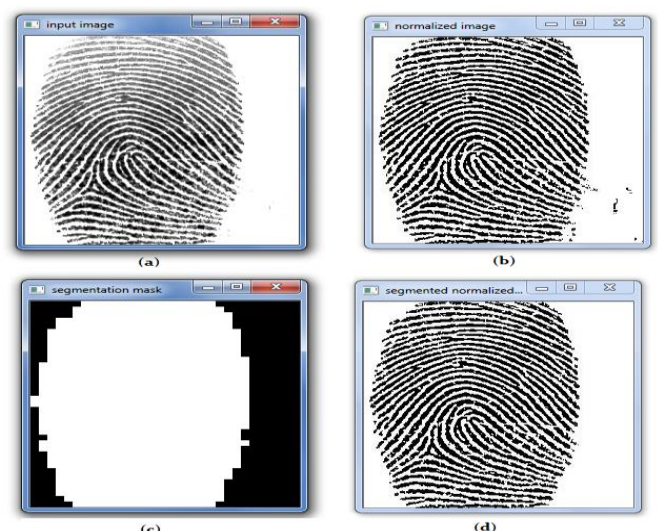 input image
normalized image
(a)
(b)
segmentation mask
segmented normalized...
(c)
(d)